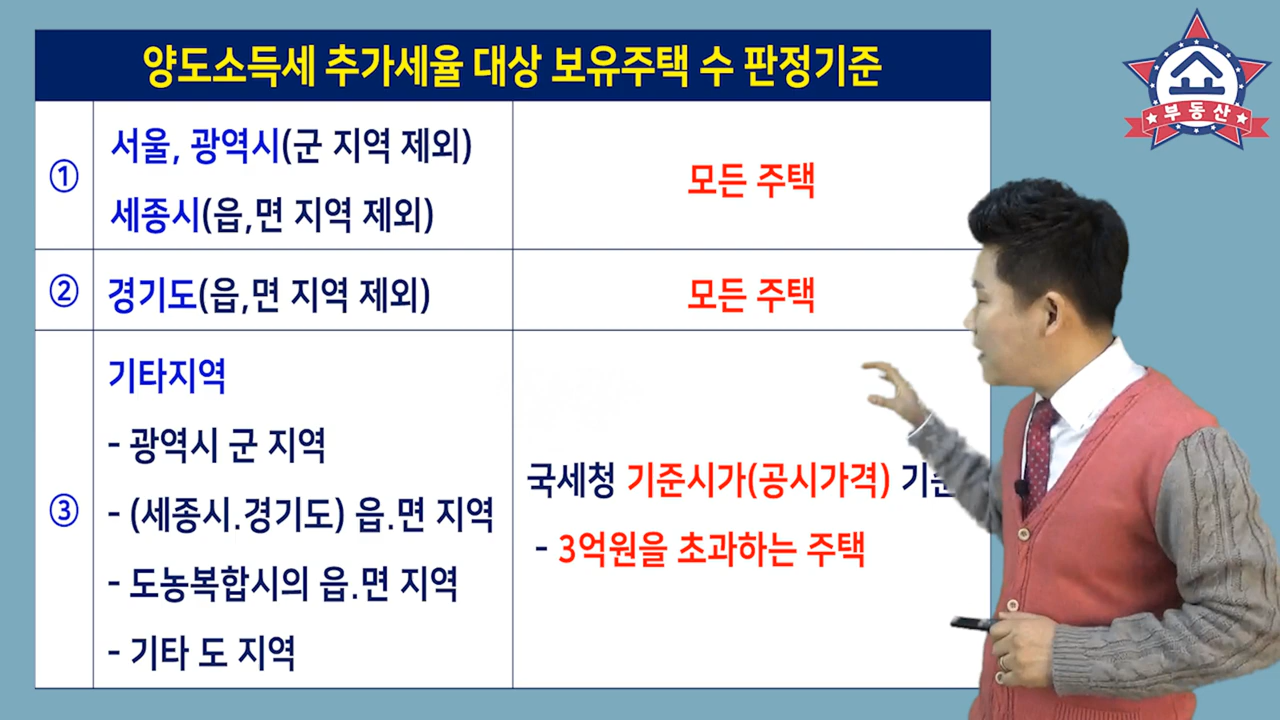 양도소득세 추가세율 대상 보유주택 수 판정기준
① 서울, 광역시(군 지역 제외)
세종시(읍,면 지역 제외)
모든 주택
② 경기도(읍,면 지역 제외)
모든 주택
③ 기타지역
- 광역시 군 지역
- (세종시.경기도) 읍.면 지역
- 도농복합시의 읍.면 지역
- 기타 도 지역
국세청 기준시가(공시가격)
- 3억원을 초과하는 주택
부동산